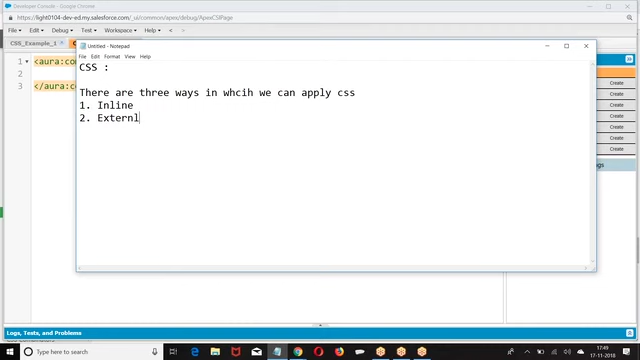 Developer Console - Google Chrome
https://light0104-dev-ed.my.salesforce.com/_ui/common/apex/debug/ApexCSIPage
File Edit Debug Test Workspace Help < >
CSS_Example_1
1 <aura:com
2
3 </aura:co
Untitled - Notepad
File Edit Format View Help
CSS :
There are three ways in whcih we can apply css
1. Inline
2. Externl
Create
Create
Create
Create
Create
Create
Logs, Tests, and Problems
Type here to search
17:49
17-11-2018